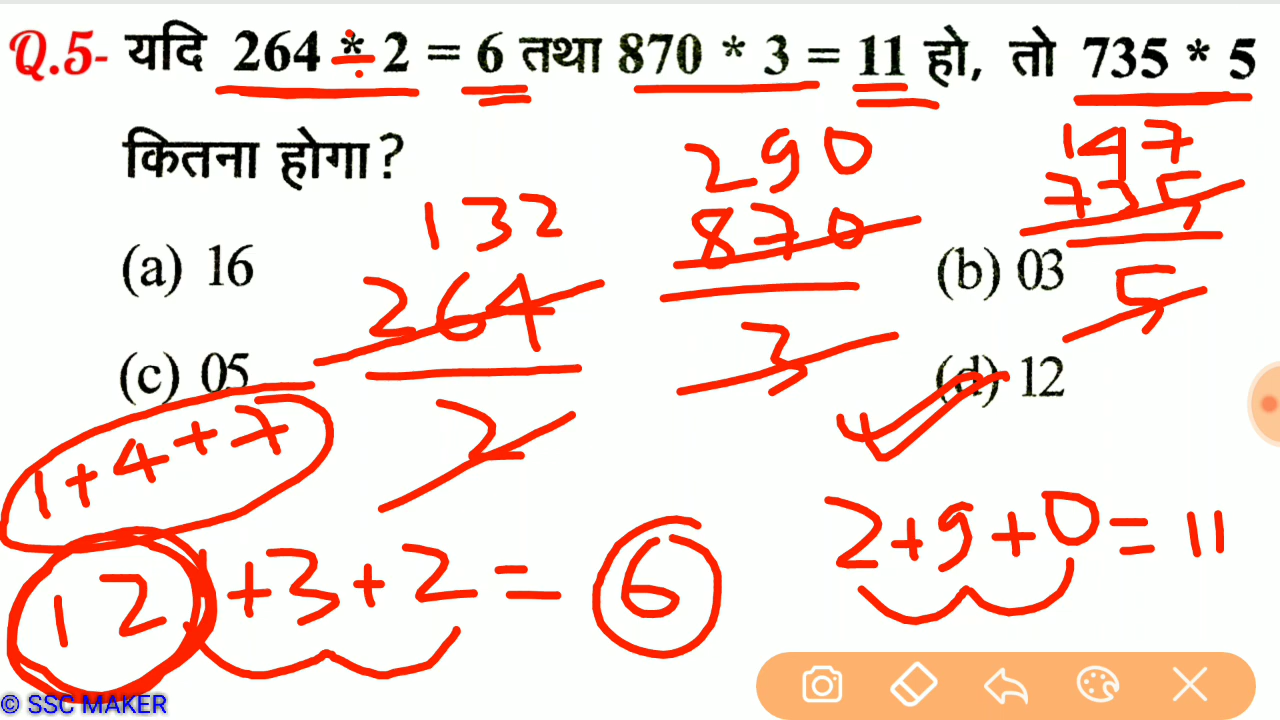 Q.5- यदि 264 * 2 = 6 तथा 870 * 3 = 11 हो, तो 735 * 5
÷
कितना होगा?
290
147
870
735
132
(a) 16
(b) 03
264
3
5
(c) 05
(d) 12
2
1+4+7
2+9+0=11
12
1+3+2=6
© SSC MAKER